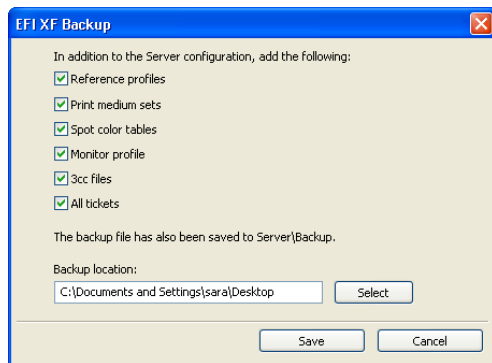 EFI XF Backup
In addition to the Server configuration, add the following:
Reference profiles
Print medium sets
Spot color tables
Monitor profile
3cc files
All tickets
The backup file has also been saved to Server\Backup.
Backup location:
C:\Documents and Settings\sara\Desktop
Select
Save
Cancel